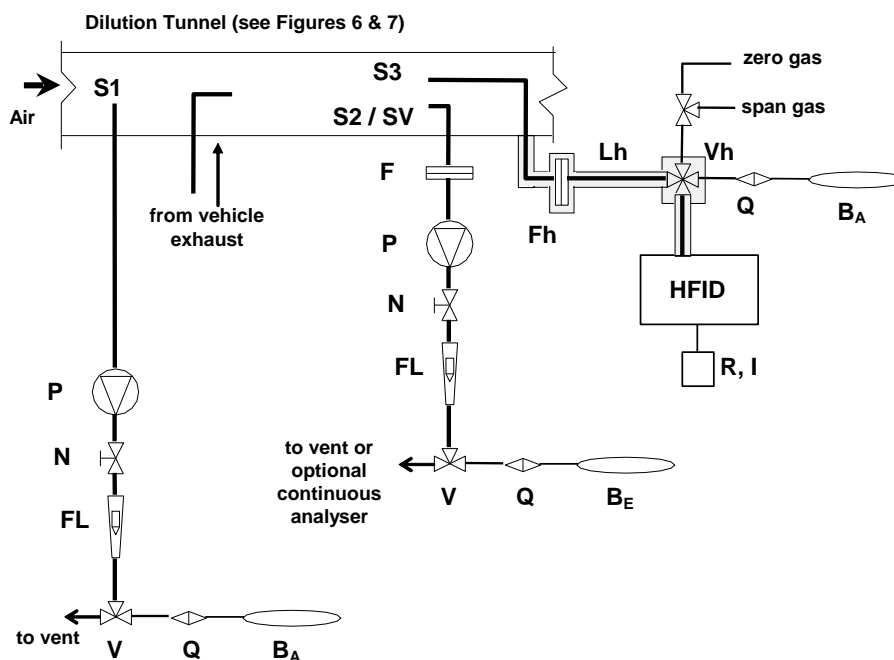 Dilution Tunnel (see Figures 6 & 7)
zero gas
S3
S1
span gas
Air
S2 / SV
Lh
Vh
F
from vehicle
exhaust
Q
BA
Fh
P
HFID
N
FL
R, I
P
to vent or
optional
continuous
analyser
N
V
Q
BE
FL
to vent
V
Q
BA